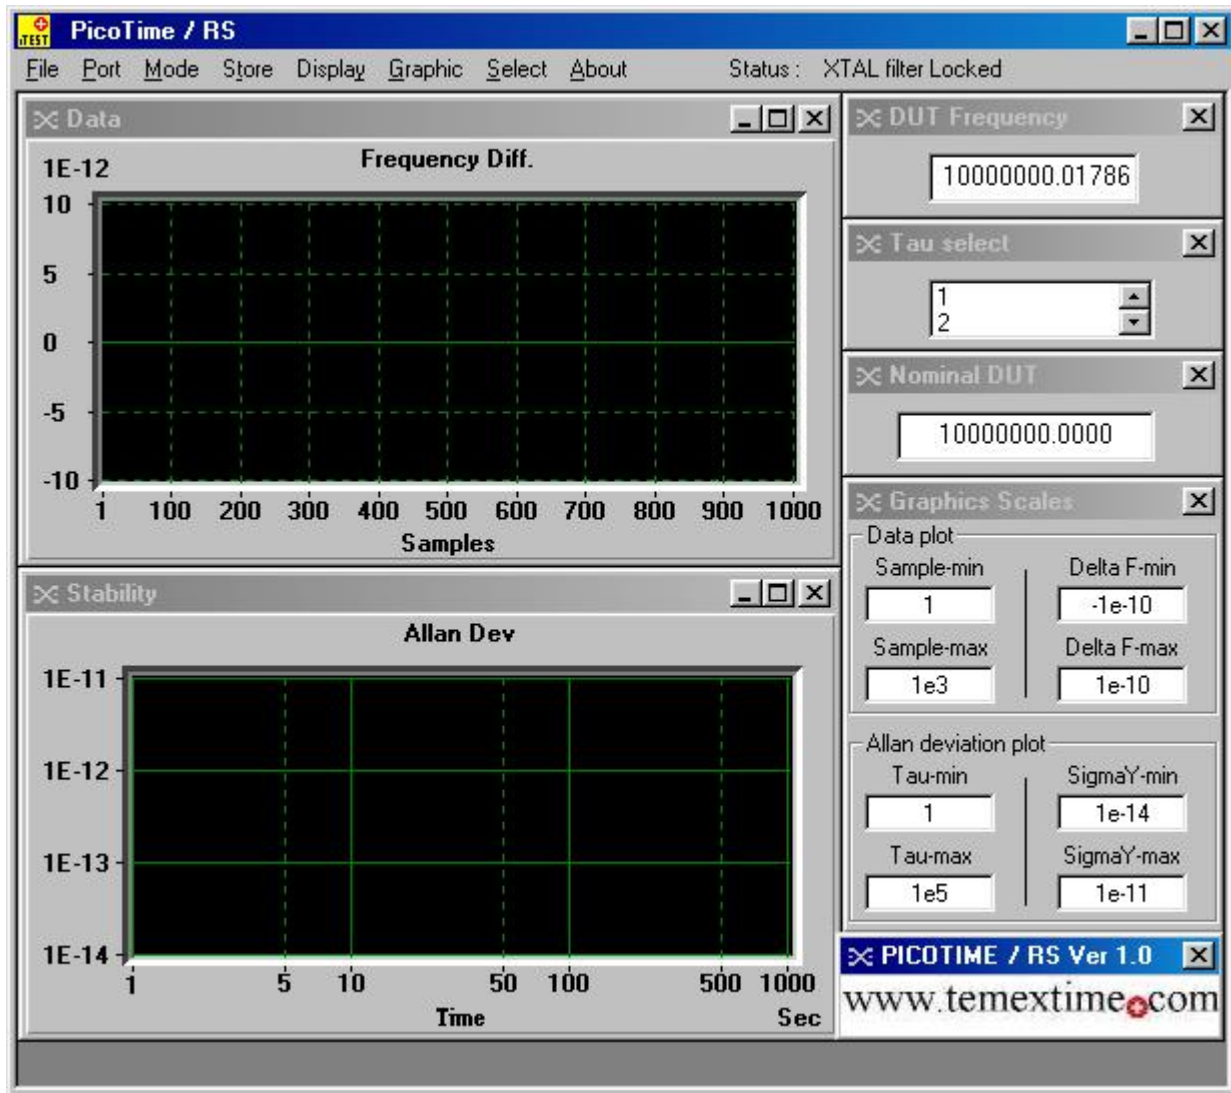 iTEST
PicoTime / RS
File Port Mode Store Display Graphic Select About Status : XTAL filter Locked
Data
Frequency Diff.
1E-12
10
5
0
-5
-10
1 100 200 300 400 500 600 700 800 900 1000
Samples
Stability
Allan Dev
1E-11
1E-12
1E-13
1E-14
1 5 10 50 100 500 1000
Time Sec
DUT Frequency
10000000.01786
Tau select
1
2
Nominal DUT
10000000.0000
Graphics Scales
Data plot
Sample-min Delta F-min
1 -1e-10
Sample-max Delta F-max
1e3 1e-10
Allan deviation plot
Tau-min SigmaY-min
1 1e-14
Tau-max SigmaY-max
1e5 1e-11
PICOTIME / RS Ver 1.0
www.temextime.com